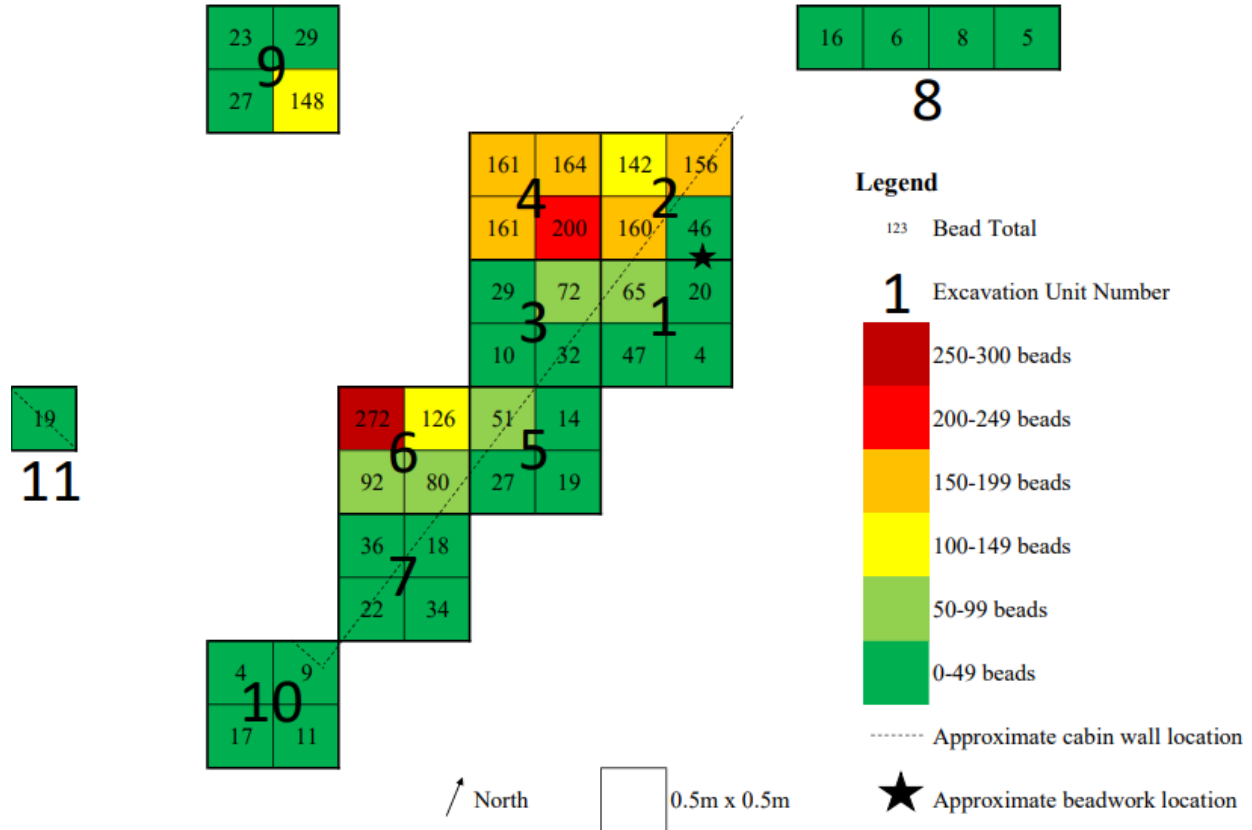 23 29
9
27 148
16 6 8 5
8
161 164 142 156
4 2
161 200 160 46
29 72 65 20
3 1
10 32 47 4
19
11
272 126 51 14
6 5
92 80 27 19
36 18
7
22 34
4 9
10
17 11
Legend
123 Bead Total
1 Excavation Unit Number
250-300 beads
200-249 beads
150-199 beads
100-149 beads
50-99 beads
0-49 beads
Approximate cabin wall location
North 0.5m x 0.5m Approximate beadwork location